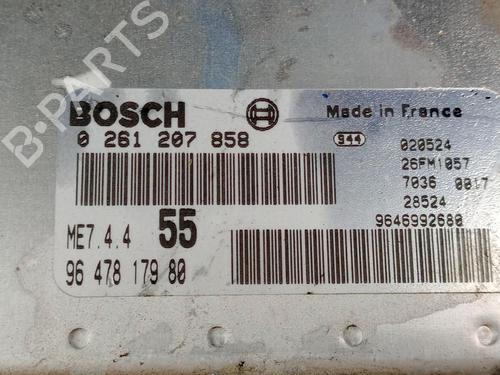 B-PARTS
BOSCH Made in France
0 261 207 858 944 020524
26FM1057
7036 0017
28524
9646992680
ME7.4.4 55
96 478 179 80